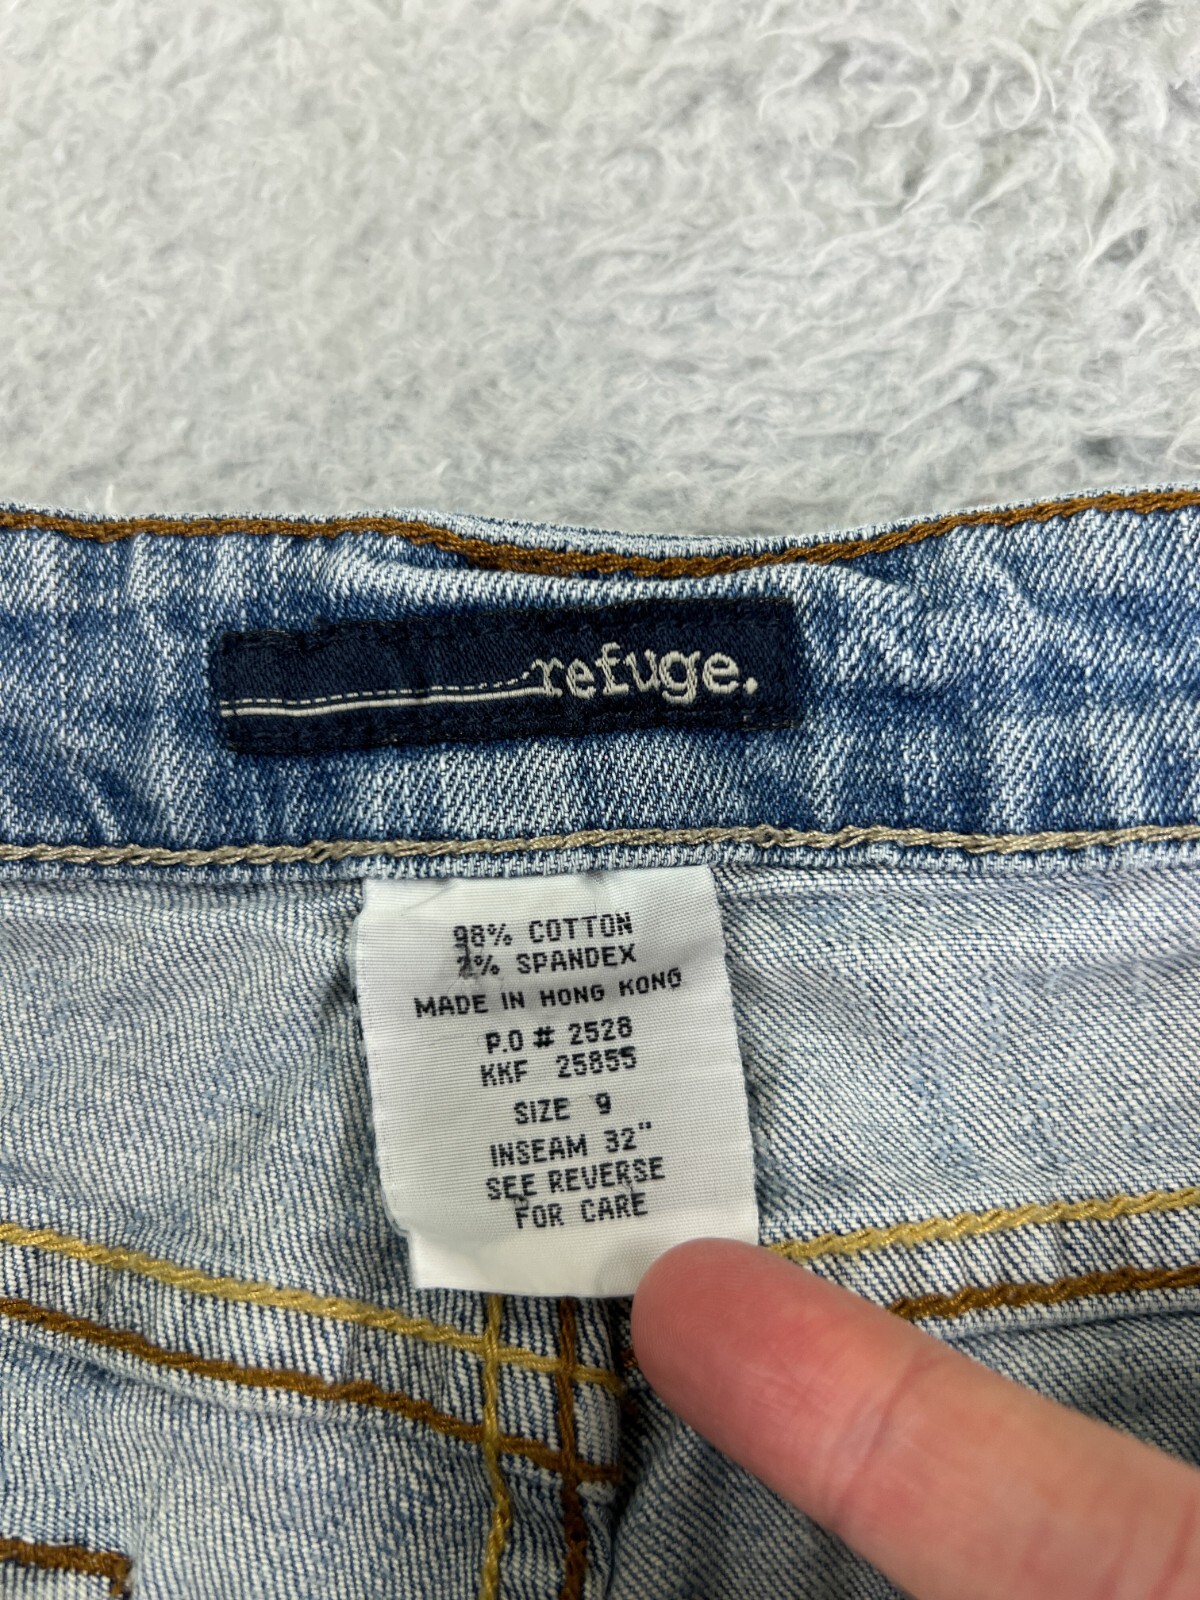 refuge.
98% COTTON
2% SPANDEX
MADE IN HONG KONG
P.O # 2528
KKF 25855
SIZE 9
INSEAM 32"
SEE REVERSE
FOR CARE